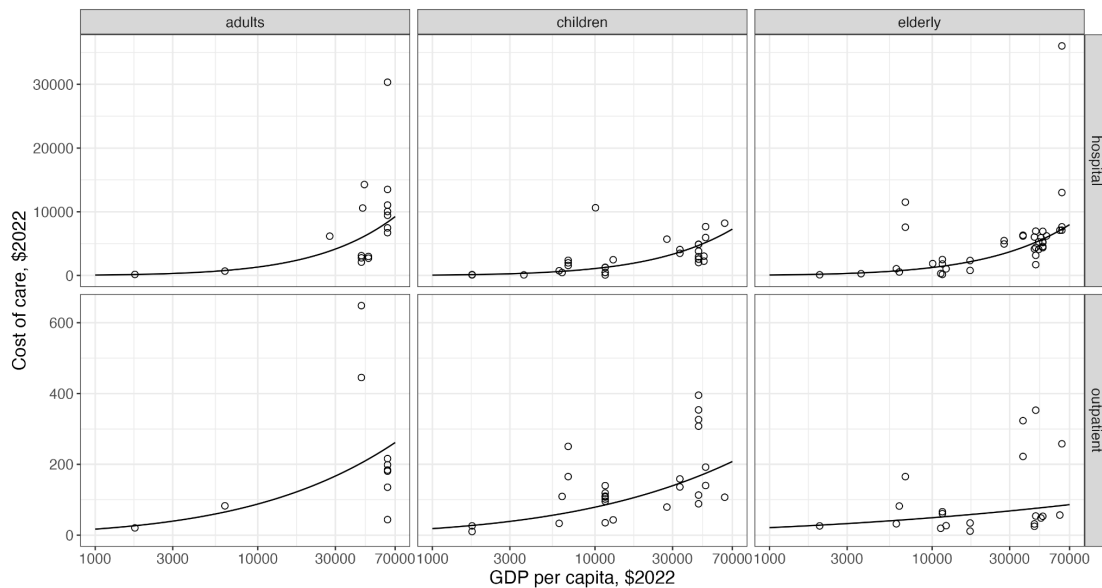 adults
children
elderly
Cost of care, $2022
30000
20000
10000
0
hospital
600
400
200
0
outpatient
1000 3000 10000 30000 70000
1000 3000 10000 30000 70000
1000 3000 10000 30000 70000
GDP per capita, $2022